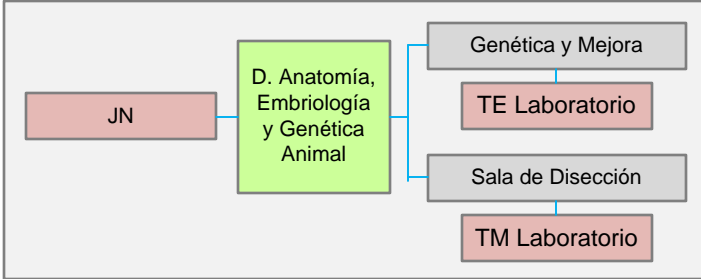 JN
D. Anatomía,
Embriología
y Genética
Animal
Genética y Mejora
TE Laboratorio
Sala de Disección
TM Laboratorio